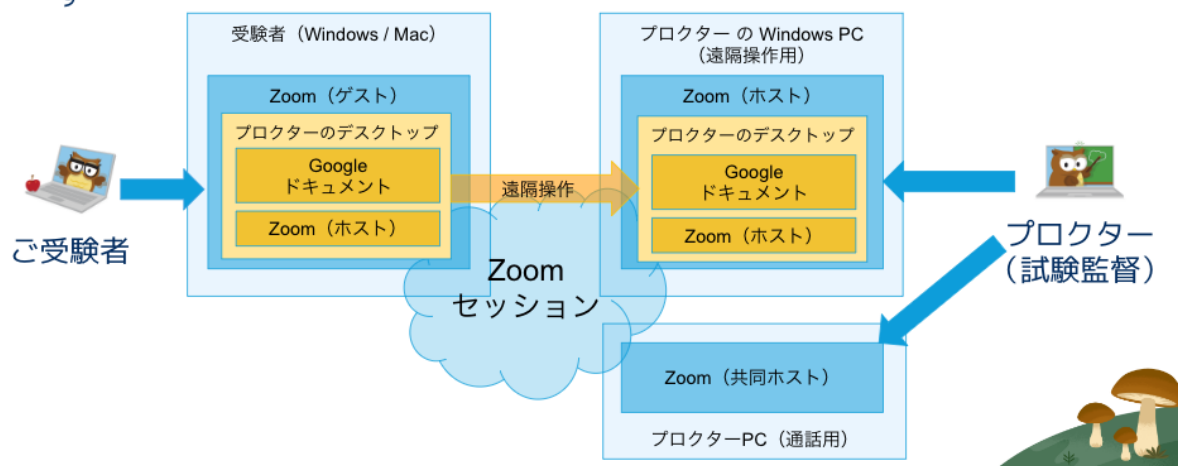 す
受験者（Windows / Mac）
Zoom（ゲスト）
プロクターのデスクトップ
Google
ドキュメント
Zoom（ホスト）
ご受験者
遠隔操作
Zoom
セッション
プロクター の Windows PC
（遠隔操作用）
Zoom（ホスト）
プロクターのデスクトップ
Google
ドキュメント
Zoom（ホスト）
プロクター
（試験監督）
Zoom（共同ホスト）
プロクターPC（通話用）